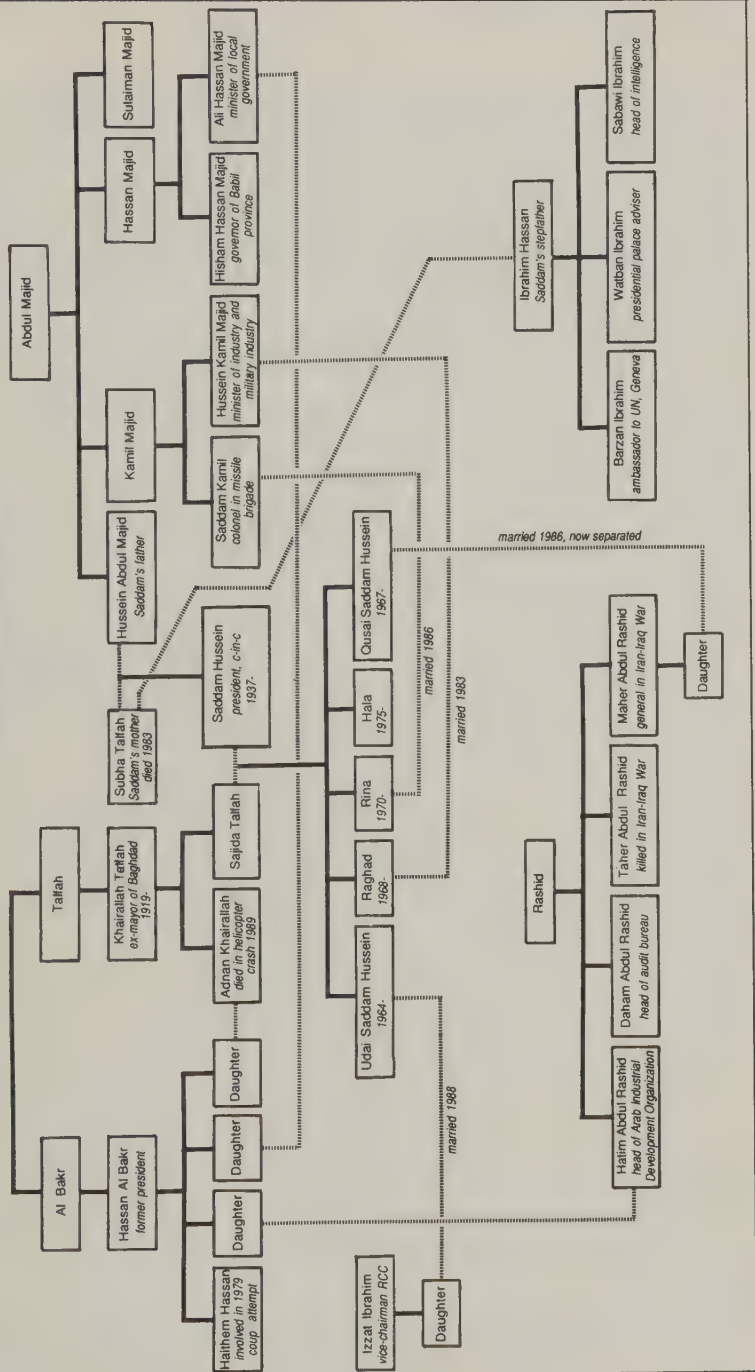 Al Bakr
Talfah
Hassan Al Bakr
former president
Khairallah Talfah
ex-mayor of Baghdad
1919-
Haithem Hassan
involved in 1979
coup attempt
Daughter
Daughter
Daughter
Adnan Khairallah
died in helicopter
crash 1989
Sajida Talfah
Abdul Majid
Subha Talfah
Saddam's mother
died 1983
Hussein Abdul Majid
Saddam's father
Kamil Majid
Hassan Majid
Sulaiman Majid
Saddam Hussein
president, c-in-c
1937-
Saddam Kamil
colonel in missile
brigade
Hussein Kamil Majid
minister of industry and
military industry
Hisham Hassan Majid
governor of Babil
province
Ali Hassan Majid
minister of local
government
Udai Saddam Hussein
1964-
Raghad
1968-
Rina
1970-
Hala
1975-
Qusai Saddam Hussein
1967-
married 1986
married 1983
married 1988
married 1986, now separated
Izzat Ibrahim
vice-chairman RCC
Daughter
Rashid
Hatim Abdul Rashid
head of Arab Industrial
Development Organization
Daham Abdul Rashid
head of audit bureau
Taher Abdul Rashid
killed in Iran-Iraq War
Maher Abdul Rashid
general in Iran-Iraq War
Daughter
Ibrahim Hassan
Saddam's stepfather
Barzan Ibrahim
ambassador to UN, Geneva
Watban Ibrahim
presidential palace adviser
Sabawi Ibrahim
head of intelligence